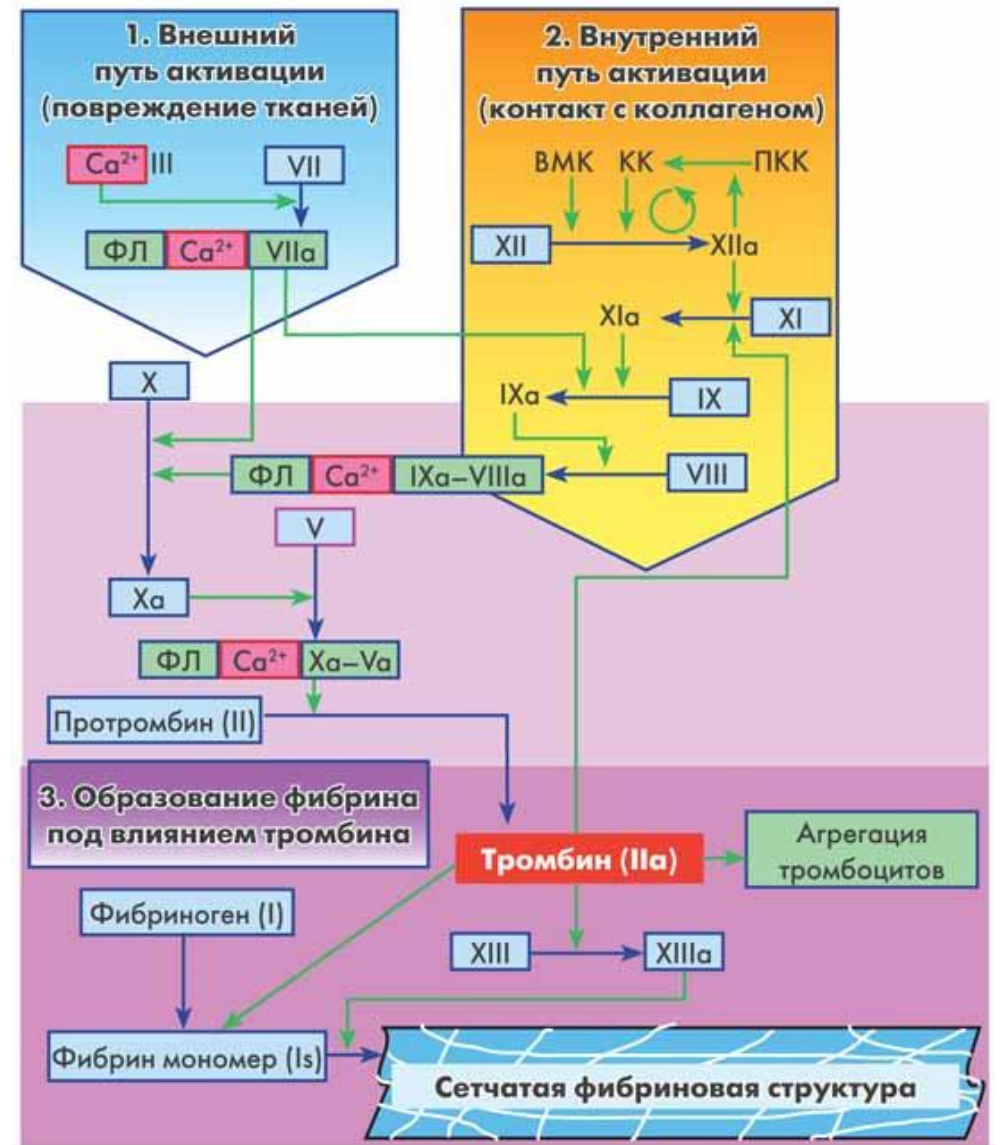 1. Внешний
путь активации
(повреждение тканей)
Ca²⁺ III
VII
ФЛ Ca²⁺ VIIa
2. Внутренний
путь активации
(контакт с коллагеном)
ВМК КК ПКК
XII
XIIa
XIa
XI
IXa
IX
X
ФЛ Ca²⁺ IXa–VIIIa
VIII
V
Xa
ФЛ Ca²⁺ Xa–Va
Протромбин (II)
3. Образование фибрина
под влиянием тромбина
Тромбин (IIa)
Агрегация
тромбоцитов
Фибриноген (I)
XIII
XIIIa
Фибрин мономер (Is)
Сетчатая фибриновая структура